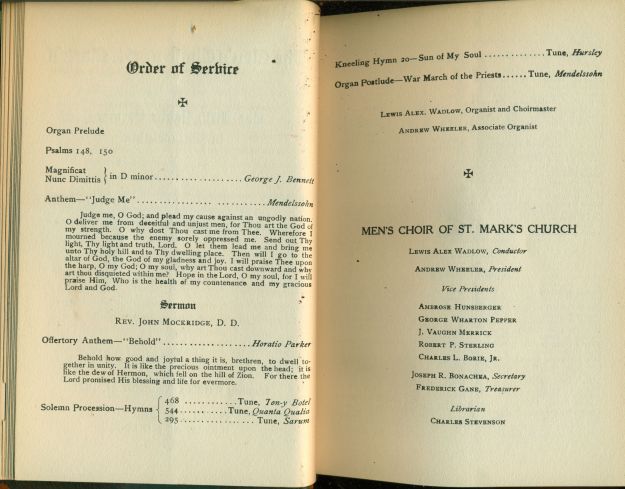 Order of Service
Organ Prelude
Psalms 148, 150
Magnificat
Nunc Dimittis } in D minor .................... George J. Bennett
Anthem—"Judge Me" ........................... Mendelssohn
Judge me, O God; and plead my cause against an ungodly nation.
O deliver me from deceitful and unjust men, for Thou art the God of
my strength. O why dost Thou cast me from Thee. Wherefore I
mourned because the enemy sorely oppressed me. Send out Thy
light, Thy light and truth, Lord. O let them lead me and bring me
unto Thy holy hill and to Thy dwelling place. Then will I go to the
altar of God, the God of my gladness and joy. I will praise Thee upon
the harp, O my God; O my soul, why art Thou cast downward and why
art thou disquieted within me? Hope in the Lord, O my soul, for I will
praise Him, Who is the health of my countenance and my gracious
Lord and God.
Sermon
Rev. John Mockridge, D. D.
Offertory Anthem—"Behold" ................... Horatio Parker
Behold how good and joyful a thing it is, brethren, to dwell to-
gether in unity. It is like the precious ointment upon the head; it is
like the dew of Hermon, which fell on the hill of Zion. For there the
Lord promised His blessing and life for evermore.
Solemn Procession—Hymns { 468 ............ Tune, Ton-y Botel
544 ............ Tune, Quanta Qualia
295 ................. Tune, Sarum
Kneeling Hymn 20—Sun of My Soul .............. Tune, Hursley
Organ Postlude—War March of the Priests ...... Tune, Mendelssohn
Lewis Alex. Wadlow, Organist and Choirmaster
Andrew Wheeler, Associate Organist
MEN'S CHOIR OF ST. MARK'S CHURCH
Lewis Alex Wadlow, Conductor
Andrew Wheeler, President
Vice Presidents
Ambrose Hunsberger
George Wharton Pepper
J. Vaughn Merrick
Robert P. Sterling
Charles L. Borie, Jr.
Joseph R. Bonachea, Secretary
Frederick Gane, Treasurer
Librarian
Charles Stevenson